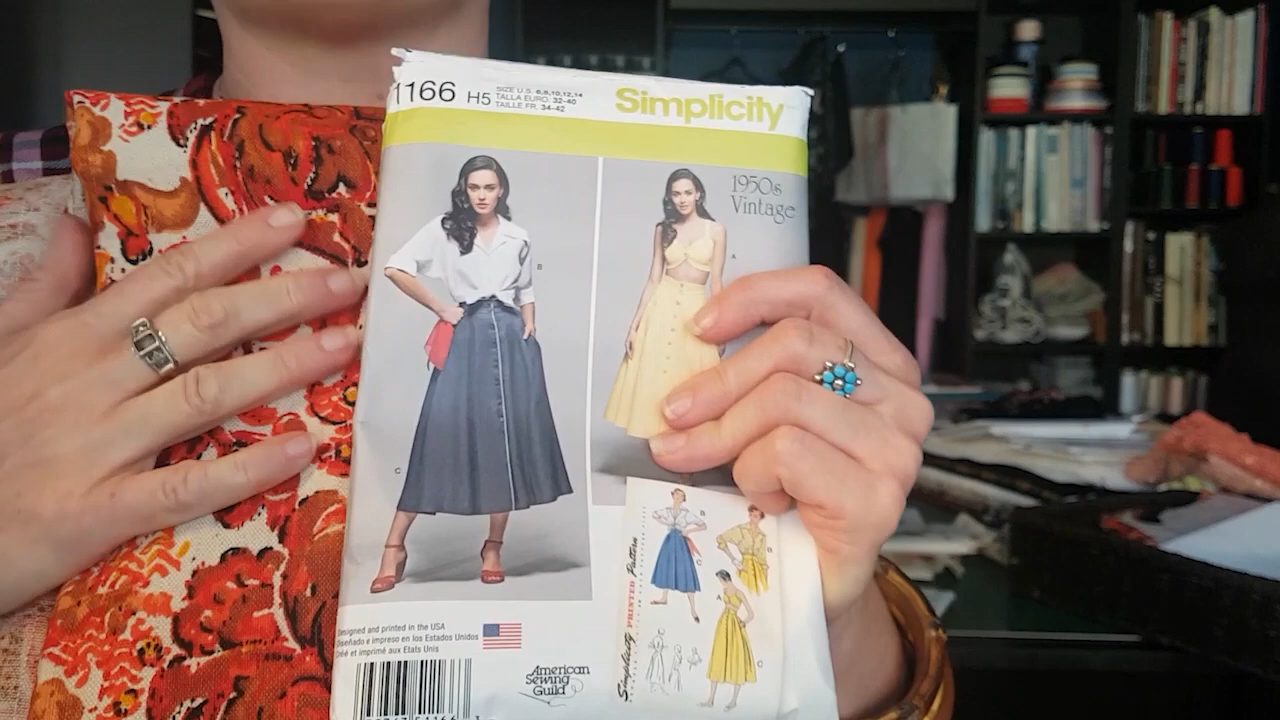 1166 H5 SIZE U.S. 6,8,10,12,14
TALLA EURO. 32-40
TAILLE FR. 34-42
Simplicity
1950s
Vintage
B
A
C
Designed and printed in the USA
Diseñado e impreso en los Estados Unidos
Créé et imprimé aux Etats Unis
American
Sewing
Guild
Simplicity PRINTED Pattern
B
B
C
A
C